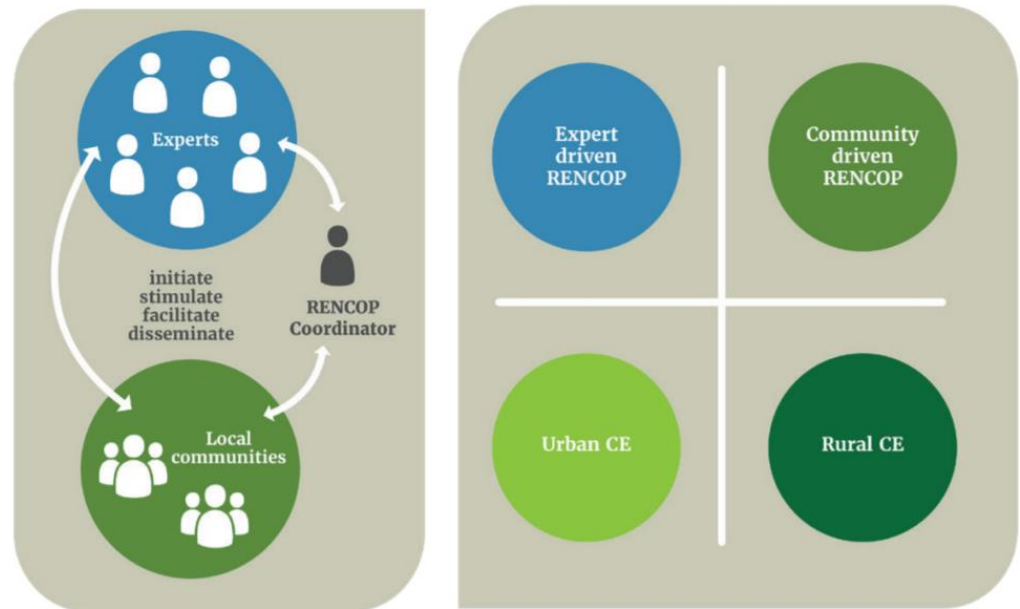 Experts
initiate
stimulate
facilitate
disseminate
RENCOP
Coordinator
Local
communities
Expert
driven
RENCOP
Community
driven
RENCOP
Urban CE
Rural CE